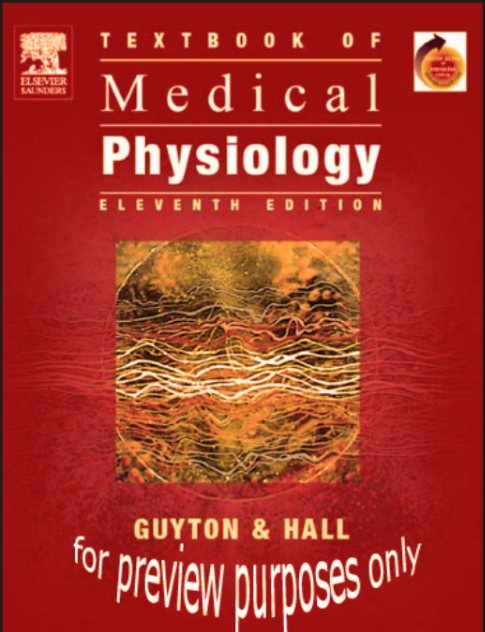 TEXTBOOK OF
Medical
Physiology
ELEVENTH EDITION
ELSEVIER
SAUNDERS
GUYTON & HALL
for preview purposes only